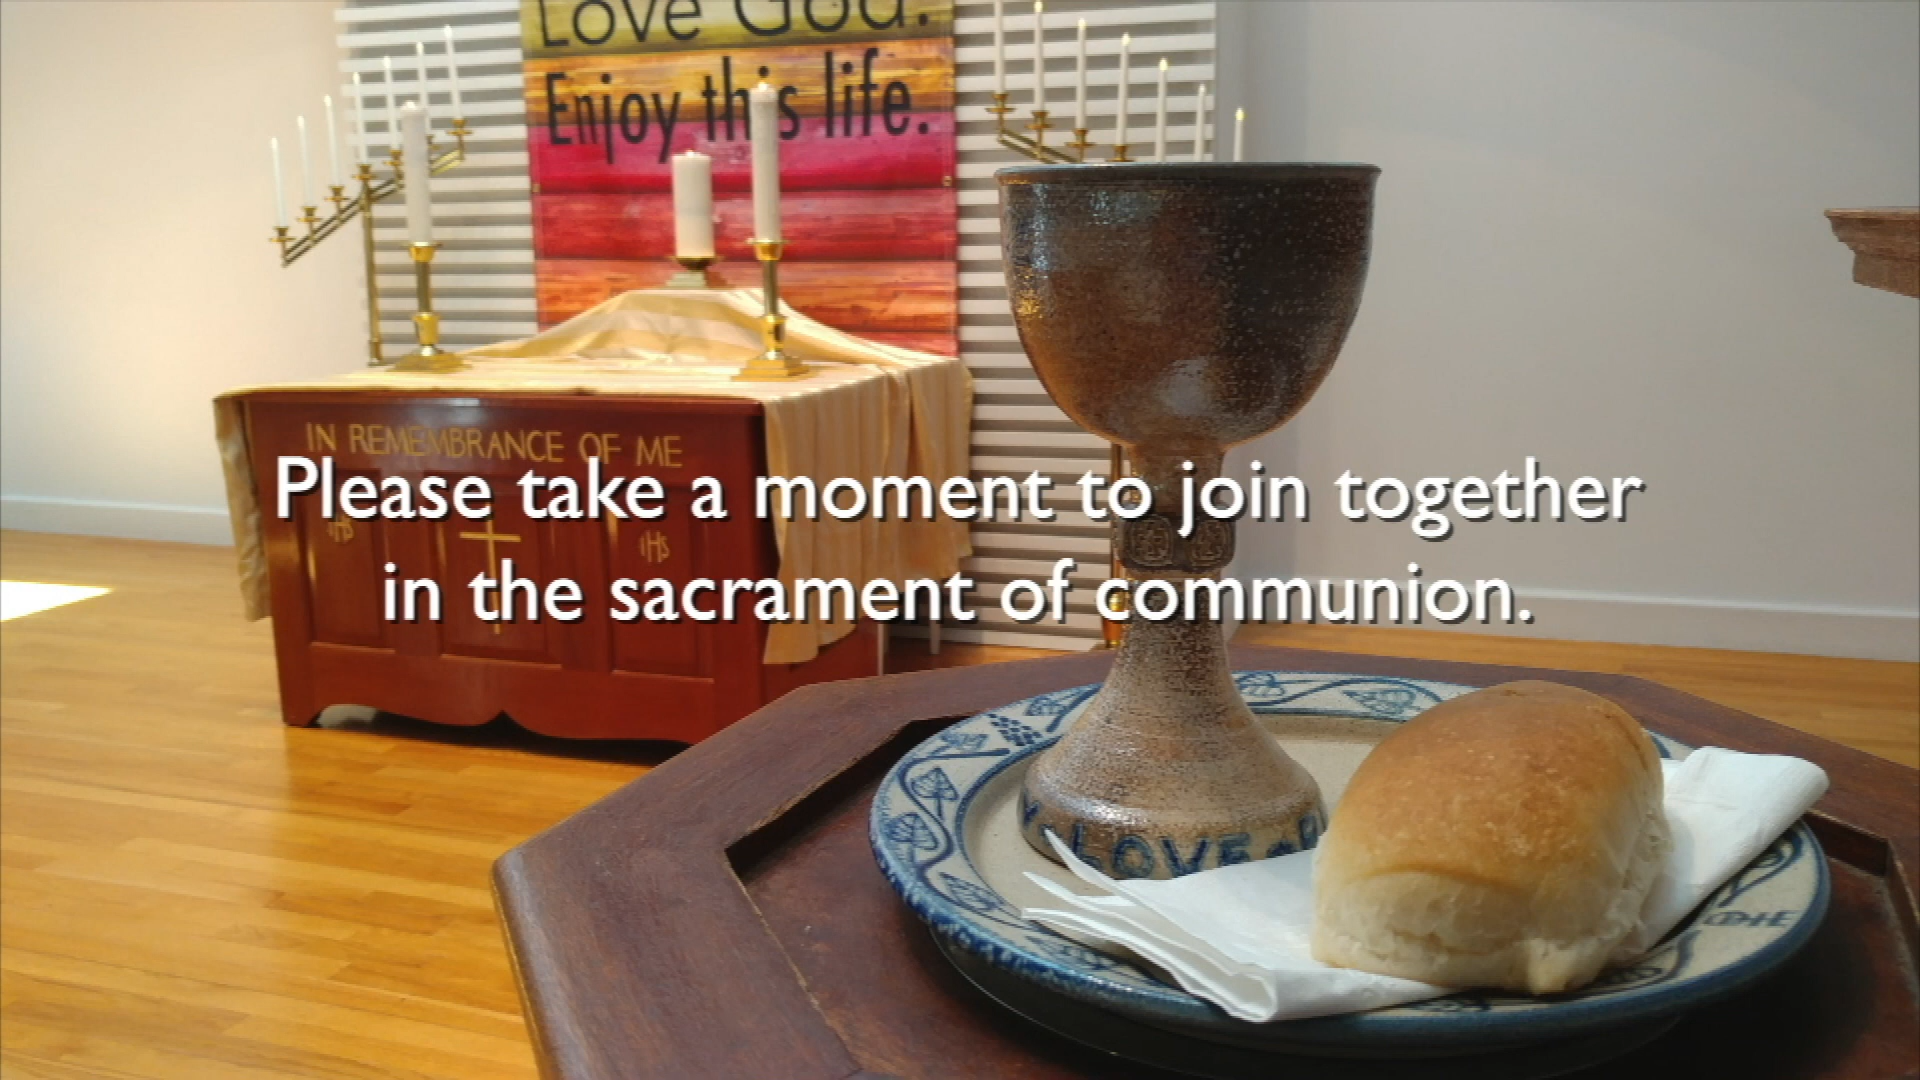 Love God.
Enjoy this life.
IN REMEMBRANCE OF ME
Please take a moment to join together
IHS
IHS
in the sacrament of communion.
LOVE